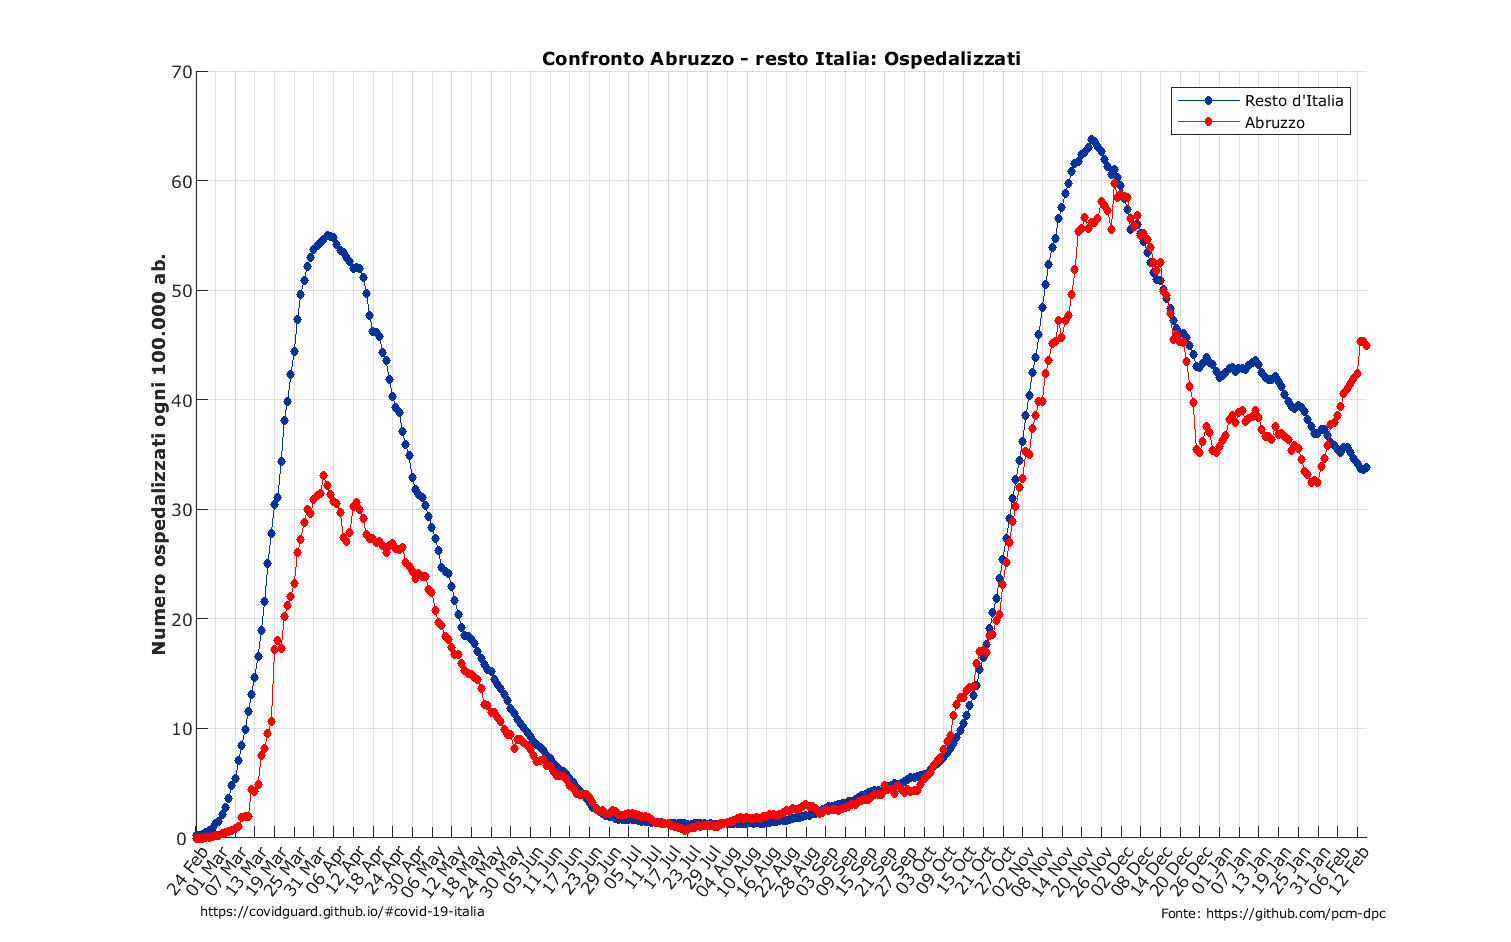 Confronto Abruzzo - resto Italia: Ospedalizzati
Numero ospedalizzati ogni 100.000 ab.
70
60
50
40
30
20
10
0
Resto d'Italia
Abruzzo
24 Feb
01 Mar
07 Mar
13 Mar
19 Mar
25 Mar
31 Mar
06 Apr
12 Apr
18 Apr
24 Apr
30 Apr
06 May
12 May
18 May
24 May
30 May
05 Jun
11 Jun
17 Jun
23 Jun
29 Jun
05 Jul
11 Jul
17 Jul
23 Jul
29 Jul
04 Aug
10 Aug
16 Aug
22 Aug
28 Aug
03 Sep
09 Sep
15 Sep
21 Sep
27 Sep
03 Oct
09 Oct
15 Oct
21 Oct
27 Oct
02 Nov
08 Nov
14 Nov
20 Nov
26 Nov
02 Dec
08 Dec
14 Dec
20 Dec
26 Dec
01 Jan
07 Jan
13 Jan
19 Jan
25 Jan
31 Jan
06 Feb
12 Feb
https://covidguard.github.io/#covid-19-italia
Fonte: https://github.com/pcm-dpc